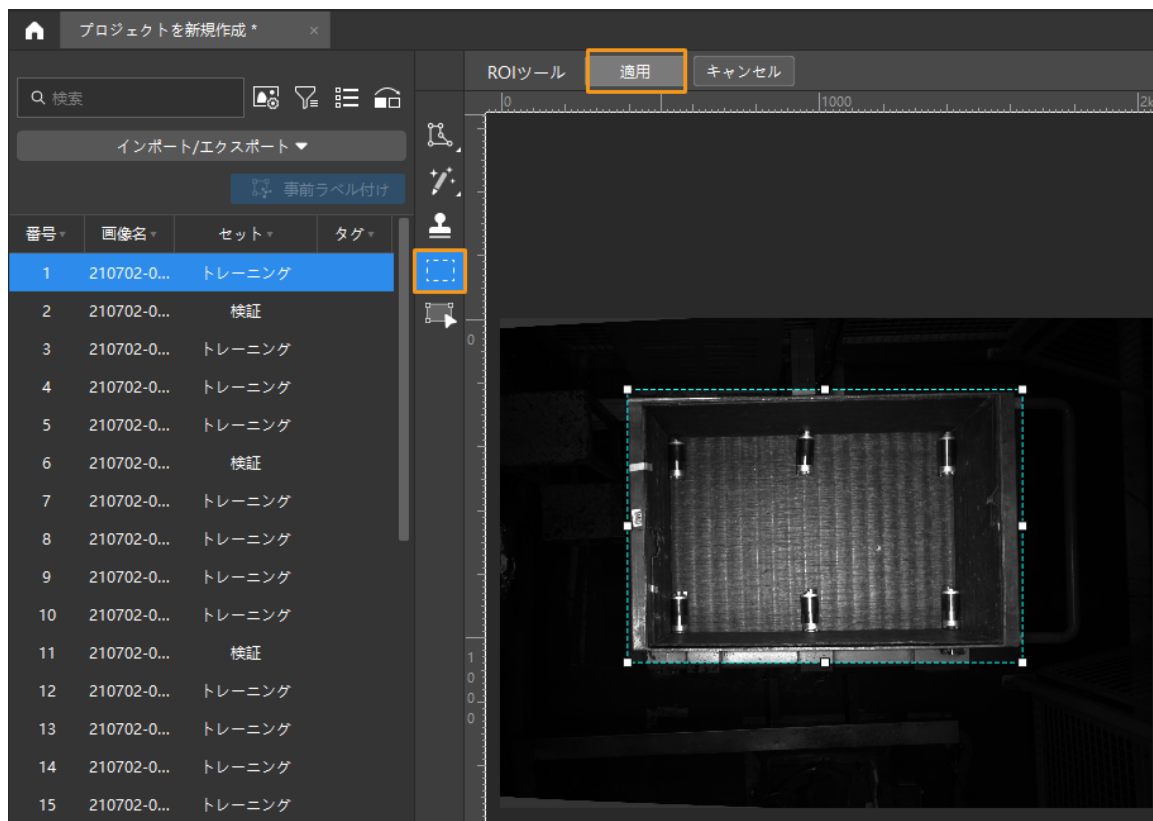 プロジェクトを新規作成 * ×
ROIツール 適用 キャンセル
検索
インポート/エクスポート
事前ラベル付け
番号 画像名 セット タグ
1 210702-0... トレーニング
2 210702-0... 検証
3 210702-0... トレーニング
4 210702-0... トレーニング
5 210702-0... トレーニング
6 210702-0... 検証
7 210702-0... トレーニング
8 210702-0... トレーニング
9 210702-0... トレーニング
10 210702-0... トレーニング
11 210702-0... 検証
12 210702-0... トレーニング
13 210702-0... トレーニング
14 210702-0... トレーニング
15 210702-0... トレーニング
0 1000 2k
0
1000